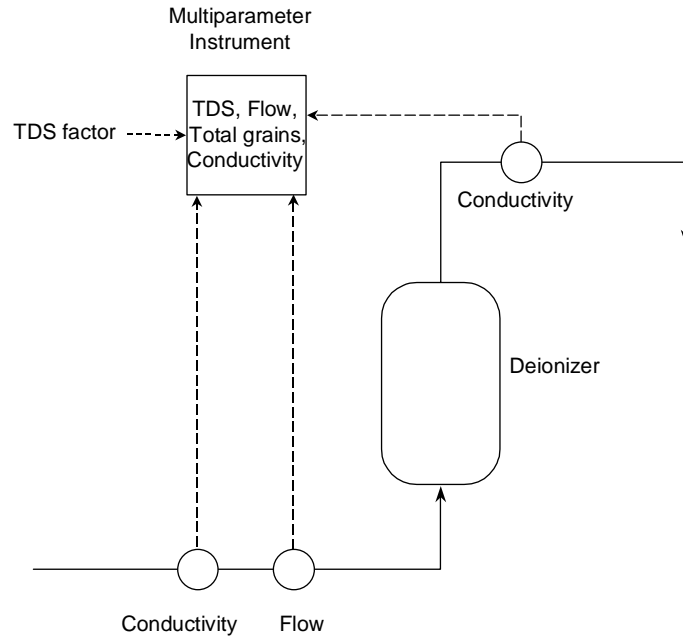 Multiparameter
Instrument
TDS, Flow,
Total grains,
Conductivity
TDS factor
Conductivity
Deionizer
Conductivity
Flow